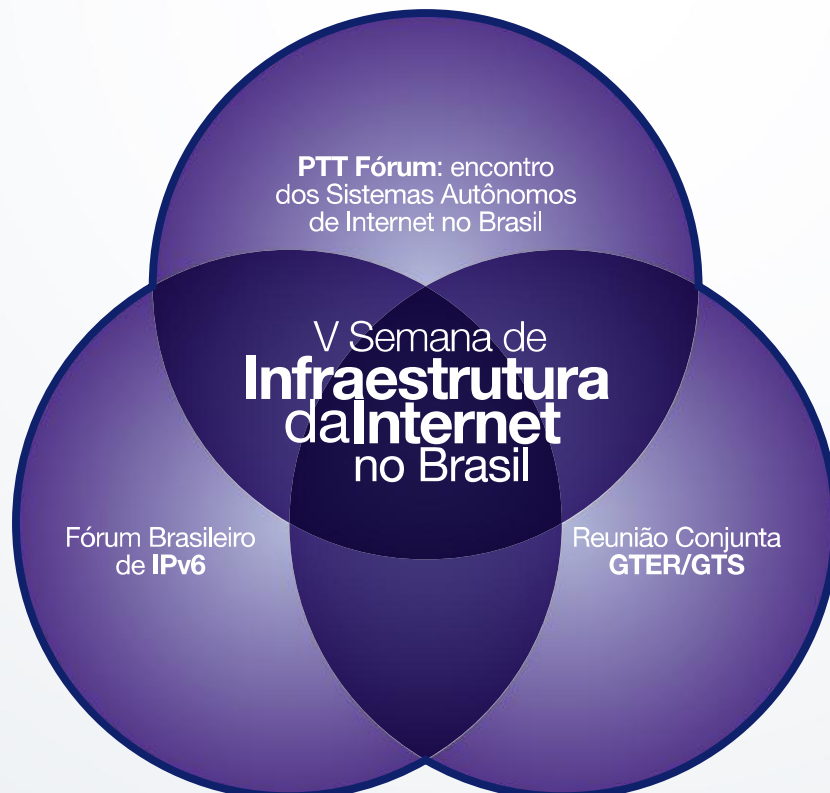 PTT Fórum: encontro
dos Sistemas Autônomos
de Internet no Brasil
V Semana de
Infraestrutura
daInternet
no Brasil
Fórum Brasileiro
de IPv6
Reunião Conjunta
GTER/GTS